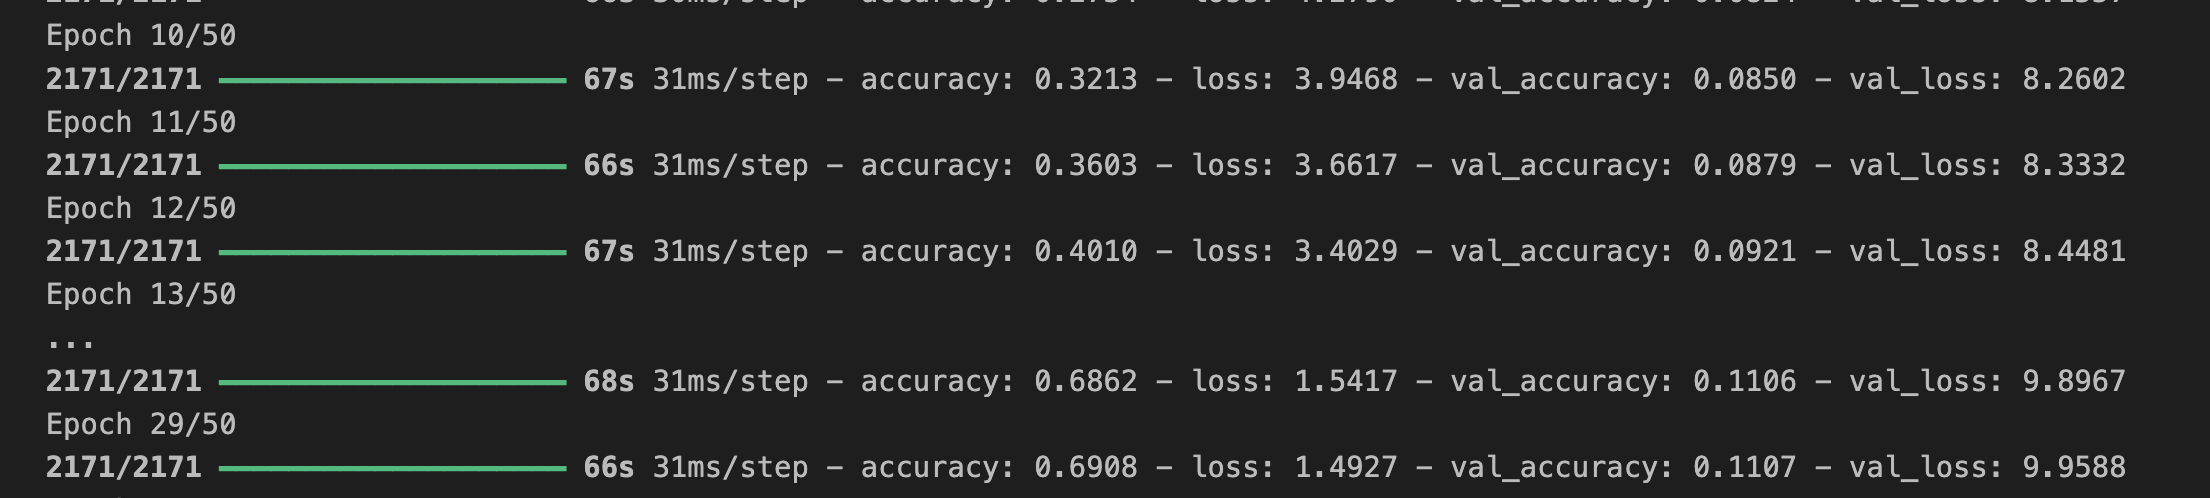 Epoch 10/50
2171/2171 67s 31ms/step - accuracy: 0.3213 - loss: 3.9468 - val_accuracy: 0.0850 - val_loss: 8.2602
Epoch 11/50
2171/2171 66s 31ms/step - accuracy: 0.3603 - loss: 3.6617 - val_accuracy: 0.0879 - val_loss: 8.3332
Epoch 12/50
2171/2171 67s 31ms/step - accuracy: 0.4010 - loss: 3.4029 - val_accuracy: 0.0921 - val_loss: 8.4481
Epoch 13/50
...
2171/2171 68s 31ms/step - accuracy: 0.6862 - loss: 1.5417 - val_accuracy: 0.1106 - val_loss: 9.8967
Epoch 29/50
2171/2171 66s 31ms/step - accuracy: 0.6908 - loss: 1.4927 - val_accuracy: 0.1107 - val_loss: 9.9588